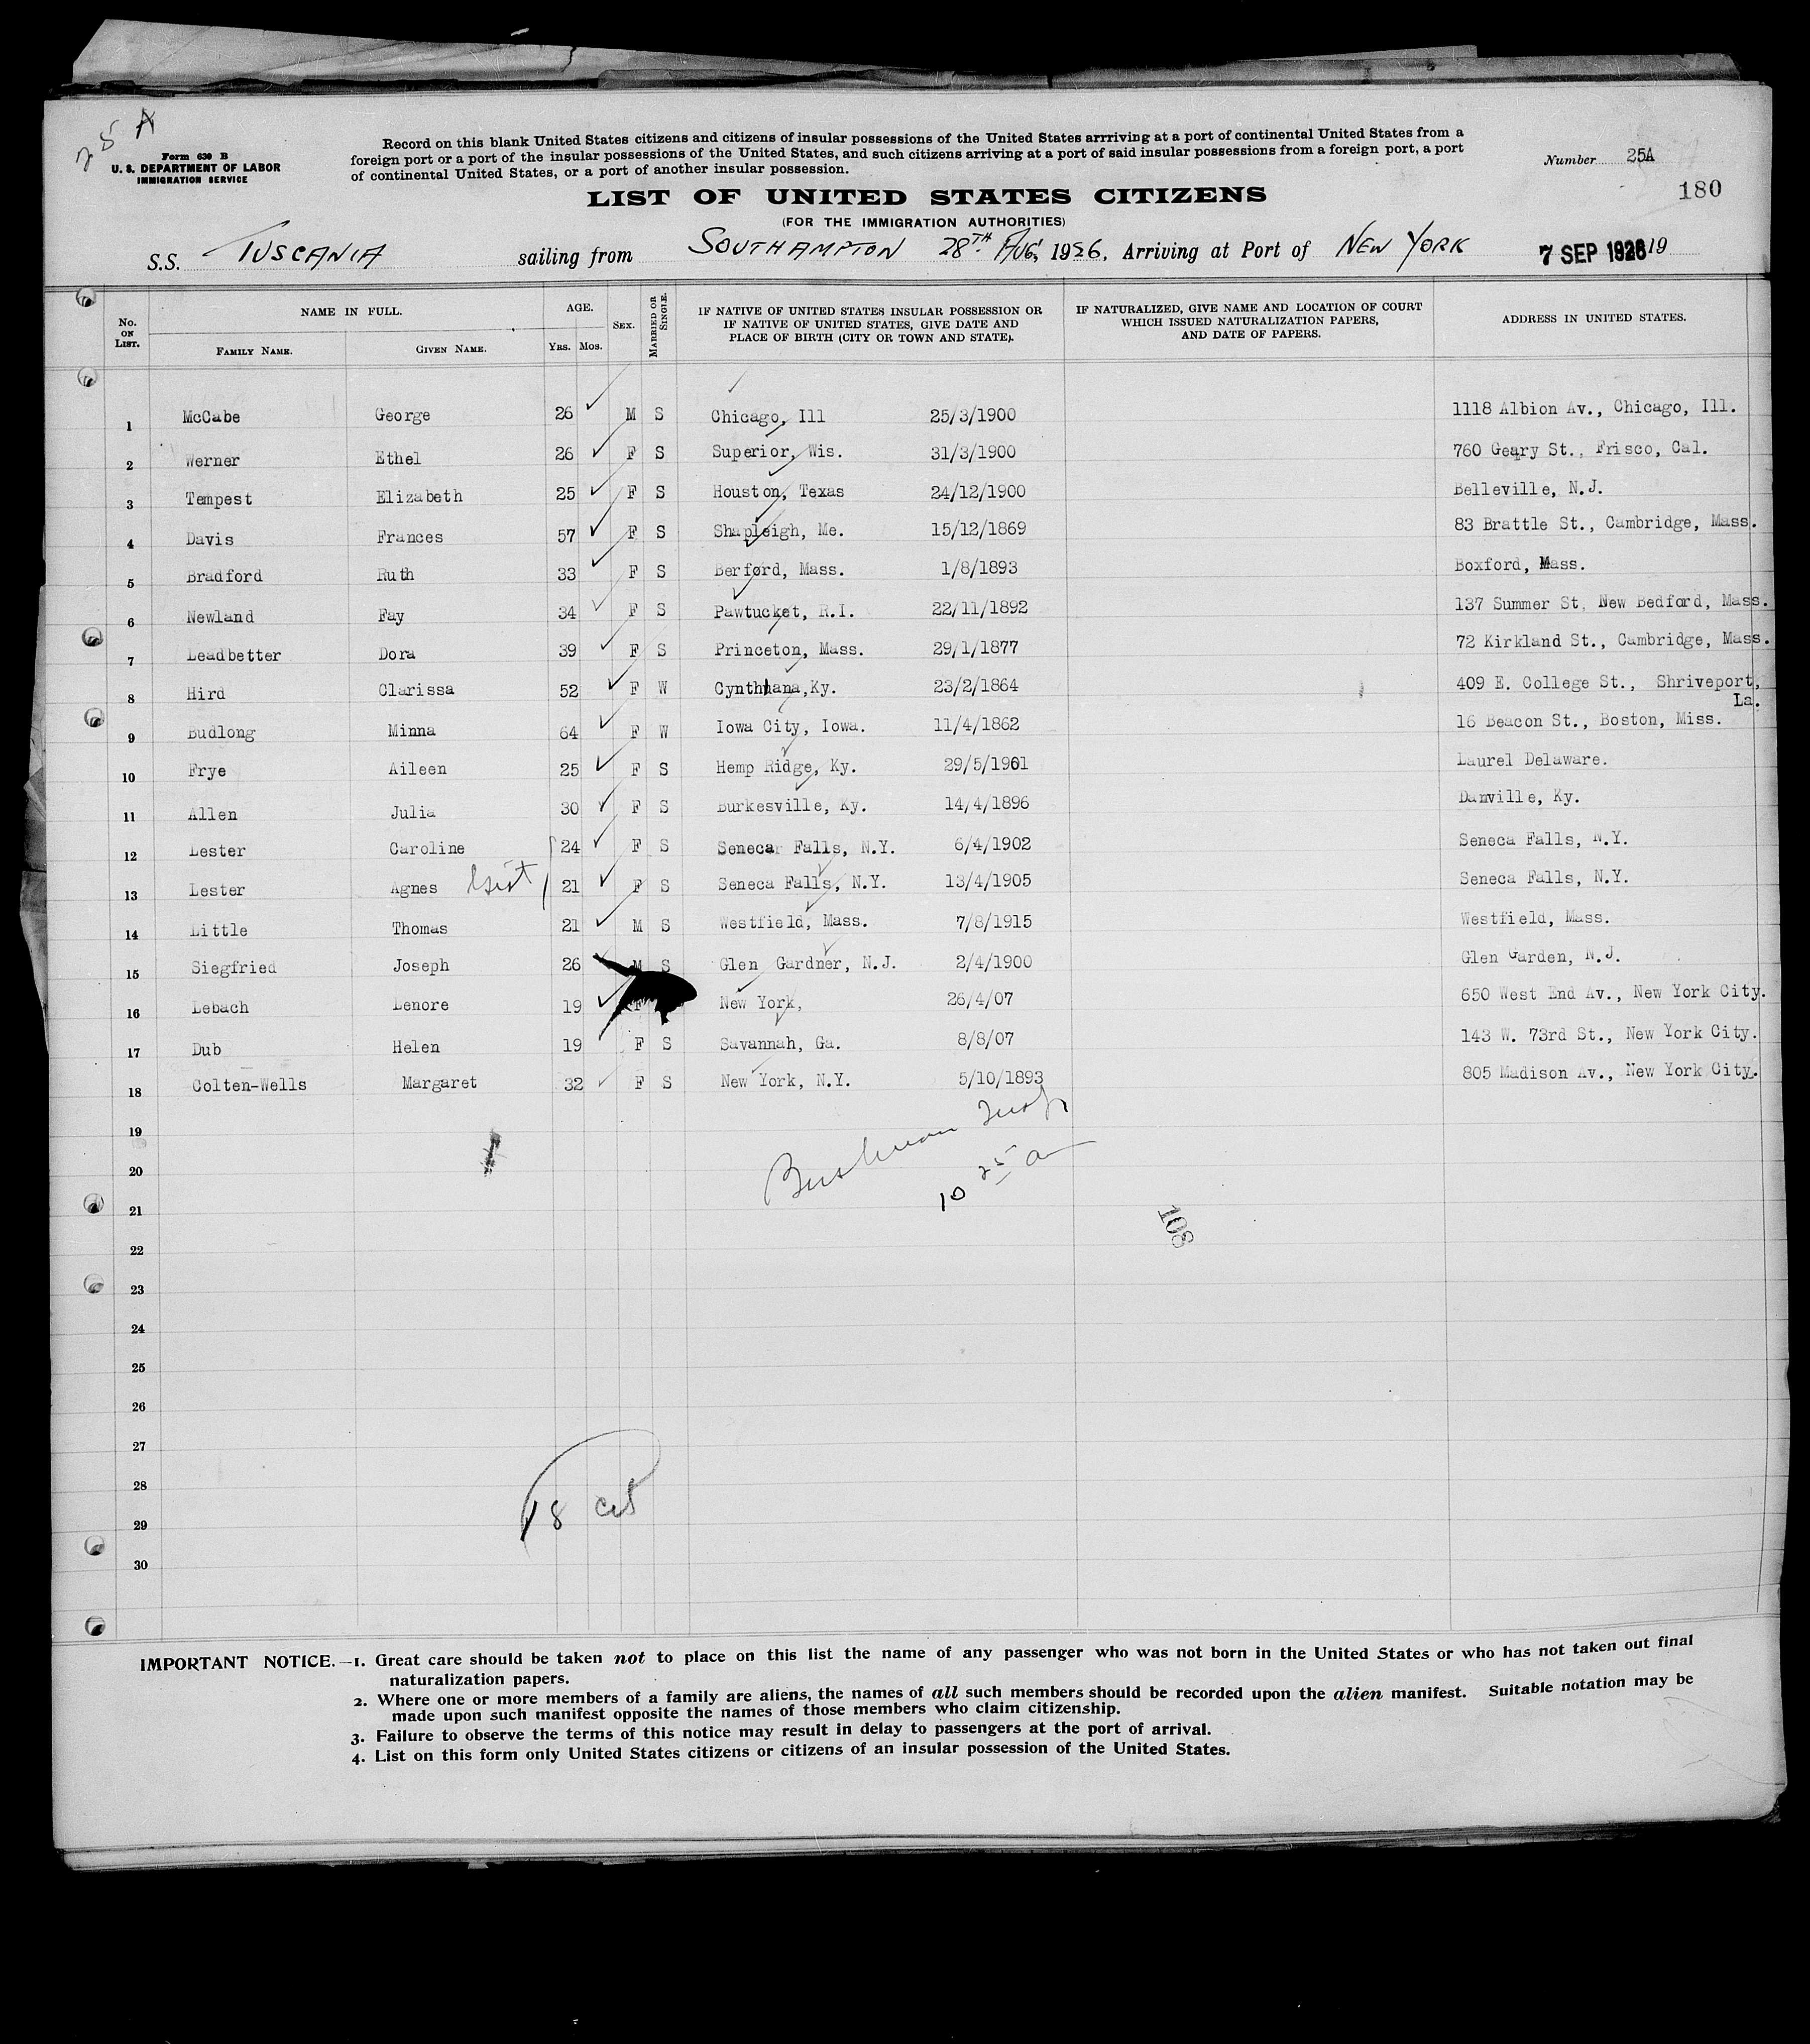 25 A
Form 630 B
U. S. DEPARTMENT OF LABOR
IMMIGRATION SERVICE
Record on this blank United States citizens and citizens of insular possessions of the United States arrriving at a port of continental United States from a
foreign port or a port of the insular possessions of the United States, and such citizens arriving at a port of said insular possessions from a foreign port, a port
of continental United States, or a port of another insular possession.
Number 25A
180
LIST OF UNITED STATES CITIZENS
(FOR THE IMMIGRATION AUTHORITIES)
S.S. TUSCANIA sailing from SOUTHAMPTON 28TH AUG, 1926, Arriving at Port of NEW YORK 7 SEP 1926 19
No. ON LIST. NAME IN FULL. FAMILY NAME. GIVEN NAME. AGE. YRS. MOS. SEX. MARRIED OR SINGLE. IF NATIVE OF UNITED STATES INSULAR POSSESSION OR IF NATIVE OF UNITED STATES, GIVE DATE AND PLACE OF BIRTH (CITY OR TOWN AND STATE). IF NATURALIZED, GIVE NAME AND LOCATION OF COURT WHICH ISSUED NATURALIZATION PAPERS, AND DATE OF PAPERS. ADDRESS IN UNITED STATES.
1 McCabe George 26 M S Chicago, Ill 25/3/1900 1118 Albion Av., Chicago, Ill.
2 Werner Ethel 26 F S Superior, Wis. 31/3/1900 760 Geary St., Frisco, Cal.
3 Tempest Elizabeth 25 F S Houston, Texas 24/12/1900 Belleville, N.J.
4 Davis Frances 57 F S Shapleigh, Me. 15/12/1869 83 Brattle St., Cambridge, Mass.
5 Bradford Ruth 33 F S Berford, Mass. 1/8/1893 Boxford, Mass.
6 Newland Fay 34 F S Pawtucket, R.I. 22/11/1892 137 Summer St, New Bedford, Mass.
7 Leadbetter Dora 39 F S Princeton, Mass. 29/1/1877 72 Kirkland St., Cambridge, Mass.
8 Hird Clarissa 52 F W Cynthhana,Ky. 23/2/1864 409 E. College St., Shriveport, La.
9 Budlong Minna 64 F W Iowa City, Iowa. 11/4/1862 16 Beacon St., Boston, Miss.
10 Frye Aileen 25 F S Hemp Ridge, Ky. 29/5/1901 Laurel Delaware.
11 Allen Julia 30 F S Burkesville, Ky. 14/4/1896 Danville, Ky.
12 Lester Caroline 24 F S Seneca Falls, N.Y. 6/4/1902 Seneca Falls, N.Y.
13 Lester Agnes 21 F S Seneca Falls, N.Y. 13/4/1905 Seneca Falls, N.Y.
14 Little Thomas 21 M S Westfield, Mass. 7/8/1915 Westfield, Mass.
15 Siegfried Joseph 26 M S Glen Gardner, N.J. 2/4/1900 Glen Garden, N.J.
16 Lebach Lenore 19 F New York, 26/4/07 650 West End Av., New York City.
17 Dub Helen 19 F S Savannah, Ga. 8/8/07 143 W. 73rd St., New York City.
18 Colten-Wells Margaret 32 F S New York, N.Y. 5/10/1893 805 Madison Av., New York City.
19
20
10 25 a
21
108
22
23
24
25
26
27
28
18 cit
29
30
IMPORTANT NOTICE.—1. Great care should be taken not to place on this list the name of any passenger who was not born in the United States or who has not taken out final
naturalization papers.
2. Where one or more members of a family are aliens, the names of all such members should be recorded upon the alien manifest. Suitable notation may be
made upon such manifest opposite the names of those members who claim citizenship.
3. Failure to observe the terms of this notice may result in delay to passengers at the port of arrival.
4. List on this form only United States citizens or citizens of an insular possession of the United States.